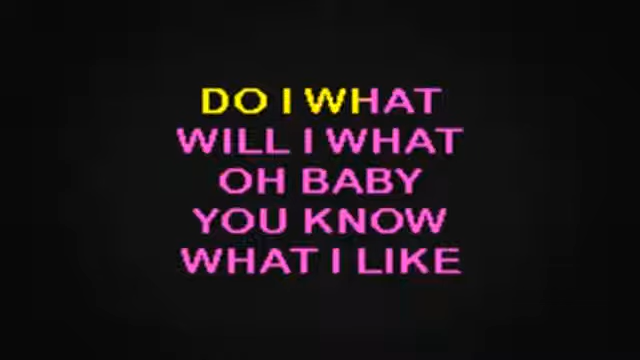 DO I WHAT
WILL I WHAT
OH BABY
YOU KNOW
WHAT I LIKE